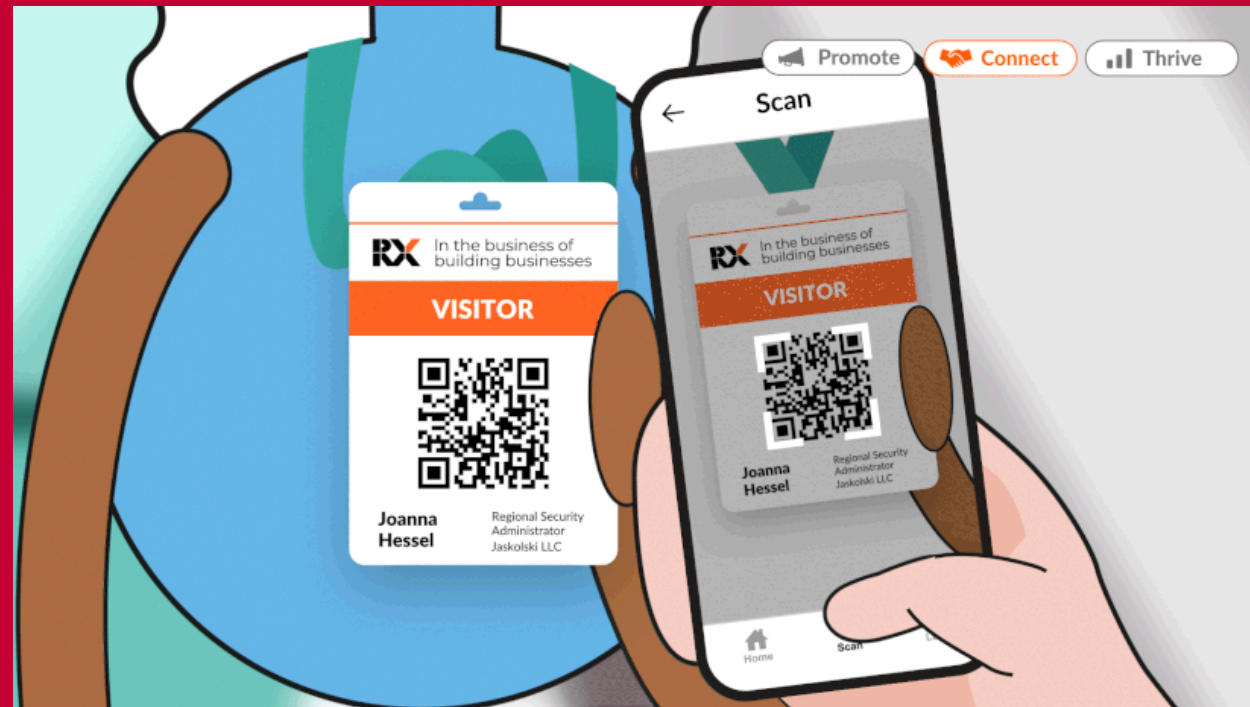 Promote
Connect
Thrive
Scan
RX
In the business of
building businesses
VISITOR
Joanna
Hessel
Regional Security
Administrator
Jaskolski LLC
RX
In the business of
building businesses
VISITOR
Joanna
Hessel
Regional Security
Administrator
Jaskolski LLC
Home
Scan